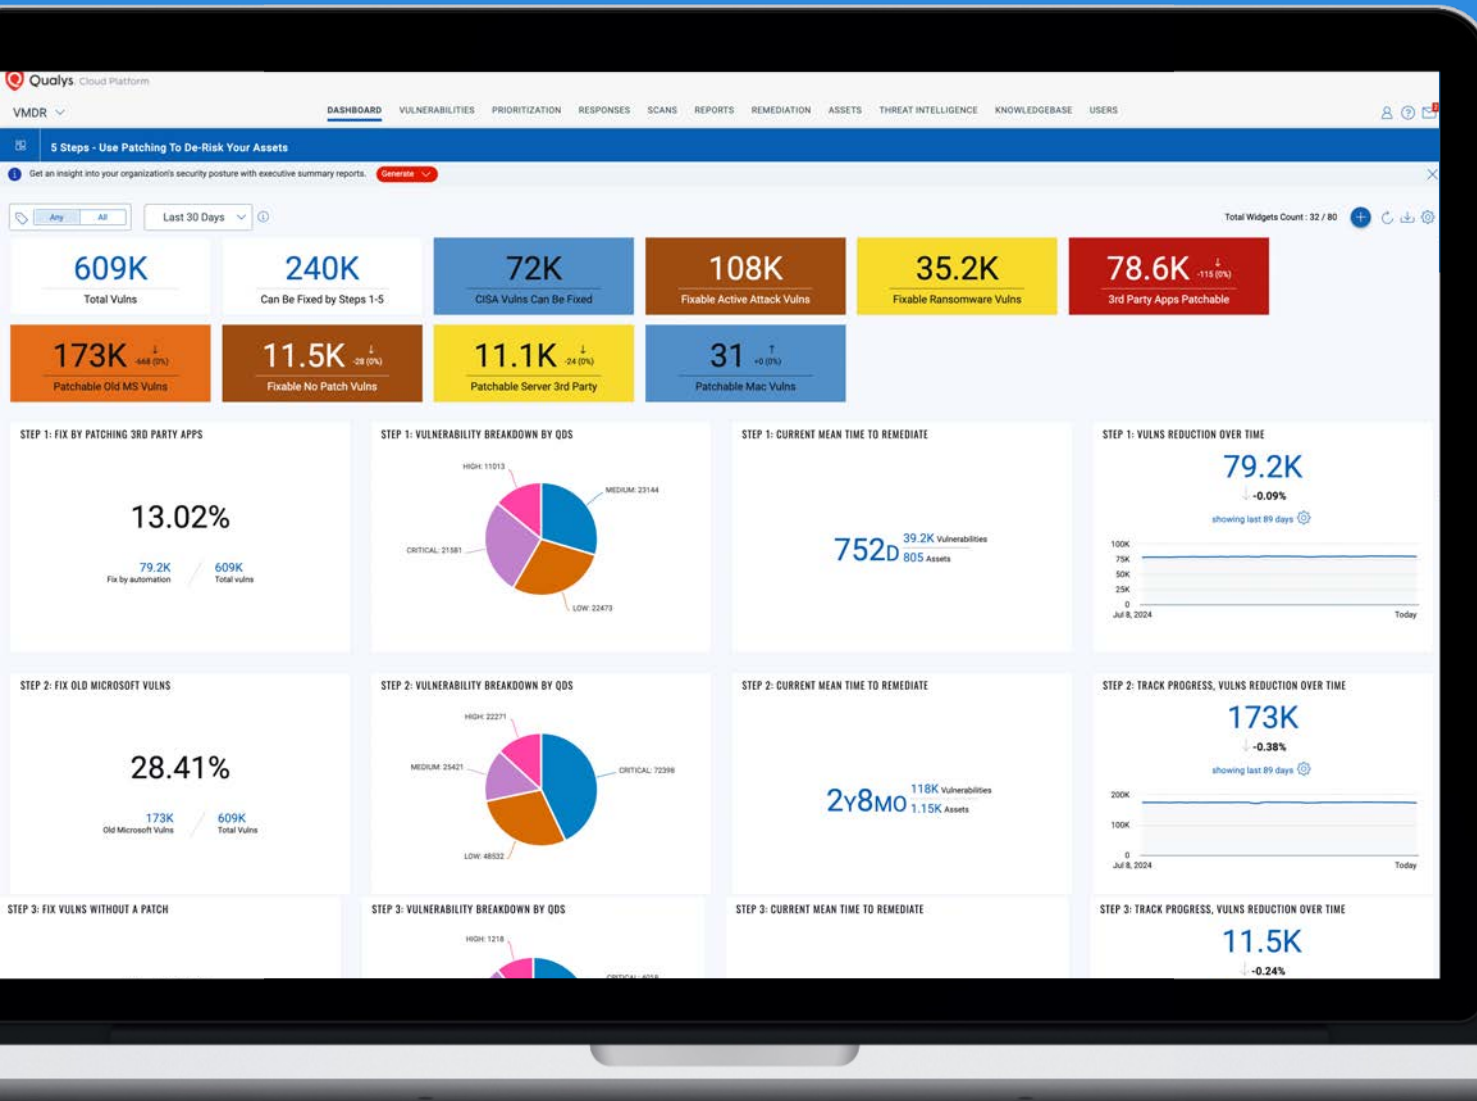 Qualys. Cloud Platform
VMDR
DASHBOARD VULNERABILITIES PRIORITIZATION RESPONSES SCANS REPORTS REMEDIATION ASSETS THREAT INTELLIGENCE KNOWLEDGEBASE USERS
5 Steps - Use Patching To De-Risk Your Assets
Get an insight into your organization's security posture with executive summary reports. Generate
Any All Last 30 Days Total Widgets Count : 32 / 80
609K
Total Vulns
240K
Can Be Fixed by Steps 1-5
72K
CISA Vulns Can Be Fixed
108K
Fixable Active Attack Vulns
35.2K
Fixable Ransomware Vulns
78.6K ↓ -115 (0%)
3rd Party Apps Patchable
173K ↓ -668 (0%)
Patchable Old MS Vulns
11.5K ↓ -28 (0%)
Fixable No Patch Vulns
11.1K ↓ -24 (0%)
Patchable Server 3rd Party
31 ↑ +0 (0%)
Patchable Mac Vulns
STEP 1: FIX BY PATCHING 3RD PARTY APPS
13.02%
79.2K / 609K
Fix by automation Total vulns
STEP 1: VULNERABILITY BREAKDOWN BY QDS
HIGH: 11013
MEDIUM: 23144
CRITICAL: 21581
LOW: 22473
STEP 1: CURRENT MEAN TIME TO REMEDIATE
752D
39.2K Vulnerabilities
805 Assets
STEP 1: VULNS REDUCTION OVER TIME
79.2K
↓ -0.09%
showing last 89 days
100K
75K
50K
25K
0
Jul 8, 2024 Today
STEP 2: FIX OLD MICROSOFT VULNS
28.41%
173K / 609K
Old Microsoft Vulns Total Vulns
STEP 2: VULNERABILITY BREAKDOWN BY QDS
HIGH: 22271
MEDIUM: 25421
CRITICAL: 72398
LOW: 48532
STEP 2: CURRENT MEAN TIME TO REMEDIATE
2Y8MO
118K Vulnerabilities
1.15K Assets
STEP 2: TRACK PROGRESS, VULNS REDUCTION OVER TIME
173K
↓ -0.38%
showing last 89 days
200K
100K
0
Jul 8, 2024 Today
STEP 3: FIX VULNS WITHOUT A PATCH
STEP 3: VULNERABILITY BREAKDOWN BY QDS
HIGH: 1218
STEP 3: CURRENT MEAN TIME TO REMEDIATE
STEP 3: TRACK PROGRESS, VULNS REDUCTION OVER TIME
11.5K
↓ -0.24%